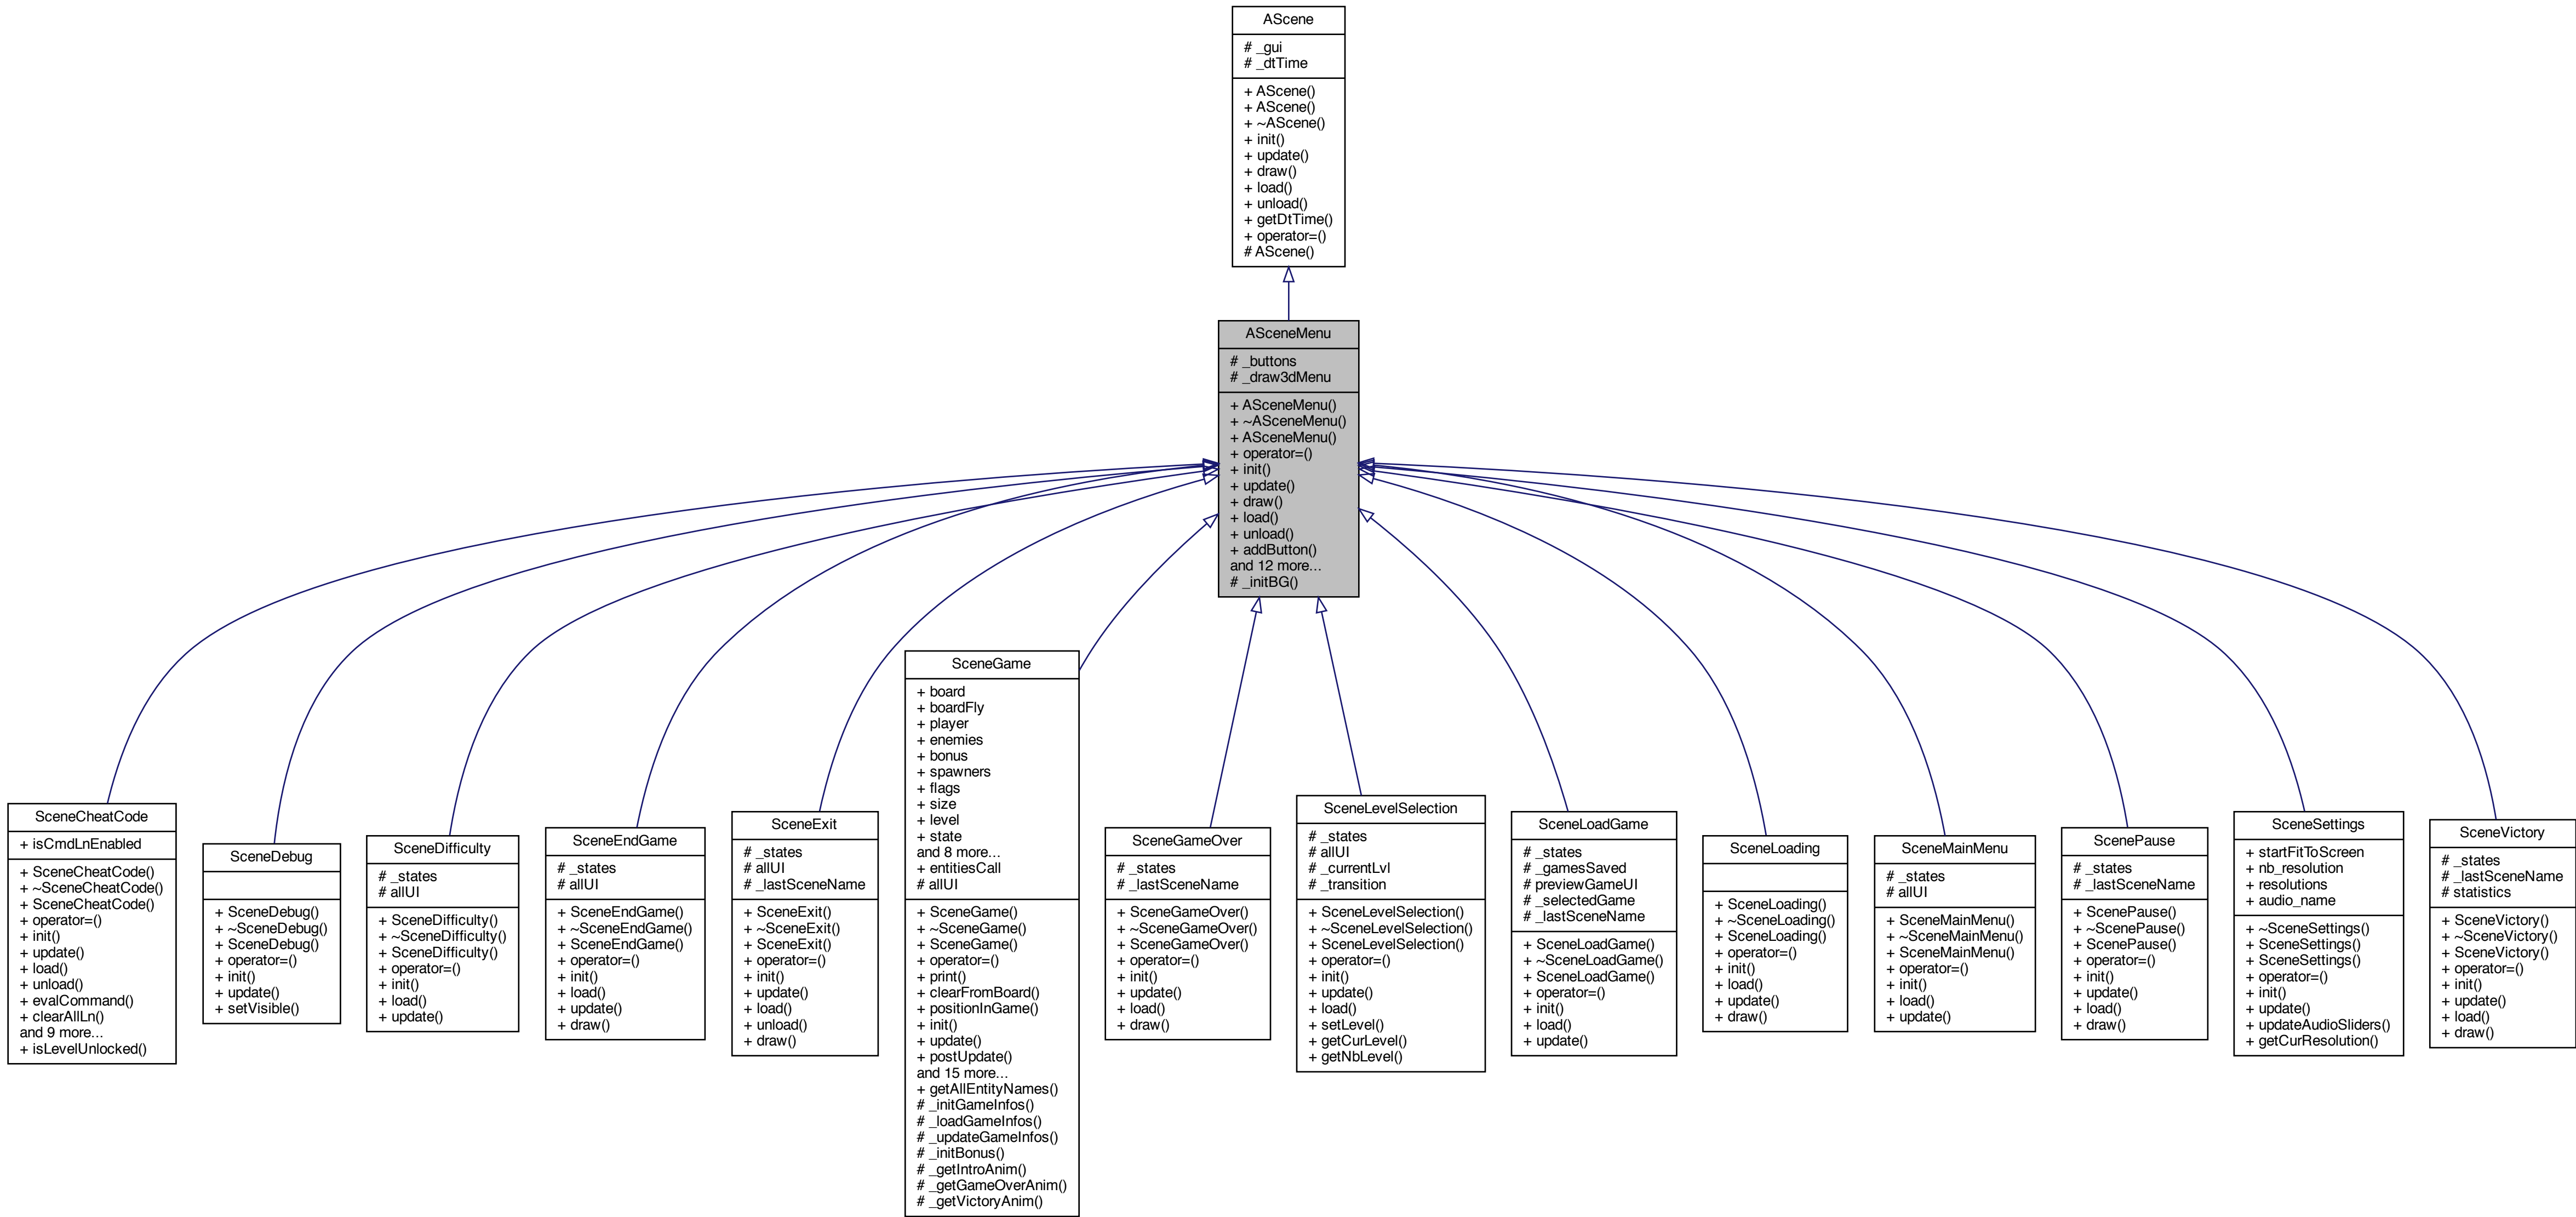 AScene
# _gui
# _dtTime
+ AScene()
+ AScene()
+ ~AScene()
+ init()
+ update()
+ draw()
+ load()
+ unload()
+ getDtTime()
+ operator=()
# AScene()
ASceneMenu
# _buttons
# _draw3dMenu
+ ASceneMenu()
+ ~ASceneMenu()
+ ASceneMenu()
+ operator=()
+ init()
+ update()
+ draw()
+ load()
+ unload()
+ addButton()
and 12 more...
# _initBG()
SceneCheatCode
+ isCmdLnEnabled
+ SceneCheatCode()
+ ~SceneCheatCode()
+ SceneCheatCode()
+ operator=()
+ init()
+ update()
+ load()
+ unload()
+ evalCommand()
+ clearAllLn()
and 9 more...
+ isLevelUnlocked()
SceneDebug
+ SceneDebug()
+ ~SceneDebug()
+ SceneDebug()
+ operator=()
+ init()
+ update()
+ setVisible()
SceneDifficulty
# _states
# allUI
+ SceneDifficulty()
+ ~SceneDifficulty()
+ SceneDifficulty()
+ operator=()
+ init()
+ load()
+ update()
SceneEndGame
# _states
# allUI
+ SceneEndGame()
+ ~SceneEndGame()
+ SceneEndGame()
+ operator=()
+ init()
+ load()
+ update()
+ draw()
SceneExit
# _states
# allUI
# _lastSceneName
+ SceneExit()
+ ~SceneExit()
+ SceneExit()
+ operator=()
+ init()
+ update()
+ load()
+ unload()
+ draw()
SceneGame
+ board
+ boardFly
+ player
+ enemies
+ bonus
+ spawners
+ flags
+ size
+ level
+ state
and 8 more...
+ entitiesCall
# allUI
+ SceneGame()
+ ~SceneGame()
+ SceneGame()
+ operator=()
+ print()
+ clearFromBoard()
+ positionInGame()
+ init()
+ update()
+ postUpdate()
and 15 more...
+ getAllEntityNames()
# _initGameInfos()
# _loadGameInfos()
# _updateGameInfos()
# _initBonus()
# _getIntroAnim()
# _getGameOverAnim()
# _getVictoryAnim()
SceneGameOver
# _states
# _lastSceneName
+ SceneGameOver()
+ ~SceneGameOver()
+ SceneGameOver()
+ operator=()
+ init()
+ update()
+ load()
+ draw()
SceneLevelSelection
# _states
# allUI
# _currentLvl
# _transition
+ SceneLevelSelection()
+ ~SceneLevelSelection()
+ SceneLevelSelection()
+ operator=()
+ init()
+ update()
+ load()
+ setLevel()
+ getCurLevel()
+ getNbLevel()
SceneLoadGame
# _states
# _gamesSaved
# previewGameUI
# _selectedGame
# _lastSceneName
+ SceneLoadGame()
+ ~SceneLoadGame()
+ SceneLoadGame()
+ operator=()
+ init()
+ load()
+ update()
SceneLoading
+ SceneLoading()
+ ~SceneLoading()
+ SceneLoading()
+ operator=()
+ init()
+ load()
+ update()
+ draw()
SceneMainMenu
# _states
# allUI
+ SceneMainMenu()
+ ~SceneMainMenu()
+ SceneMainMenu()
+ operator=()
+ init()
+ load()
+ update()
ScenePause
# _states
# _lastSceneName
+ ScenePause()
+ ~ScenePause()
+ ScenePause()
+ operator=()
+ init()
+ update()
+ load()
+ draw()
SceneSettings
+ startFitToScreen
+ nb_resolution
+ resolutions
+ audio_name
+ ~SceneSettings()
+ SceneSettings()
+ SceneSettings()
+ operator=()
+ init()
+ update()
+ updateAudioSliders()
+ getCurResolution()
SceneVictory
# _states
# _lastSceneName
# statistics
+ SceneVictory()
+ ~SceneVictory()
+ SceneVictory()
+ operator=()
+ init()
+ update()
+ load()
+ draw()